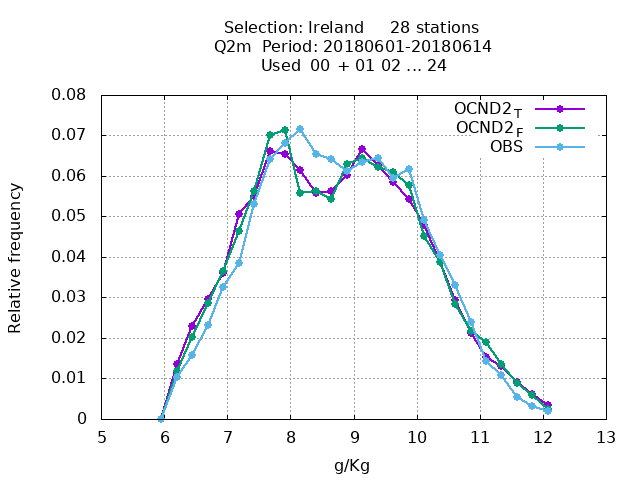 Selection: Ireland     28 stations
Q2m  Period: 20180601-20180614
Used  00 + 01 02 ... 24
0.08
0.07
0.06
0.05
0.04
0.03
0.02
0.01
0
Relative frequency
OCND2T
OCND2F
OBS
5 6 7 8 9 10 11 12 13
g/Kg